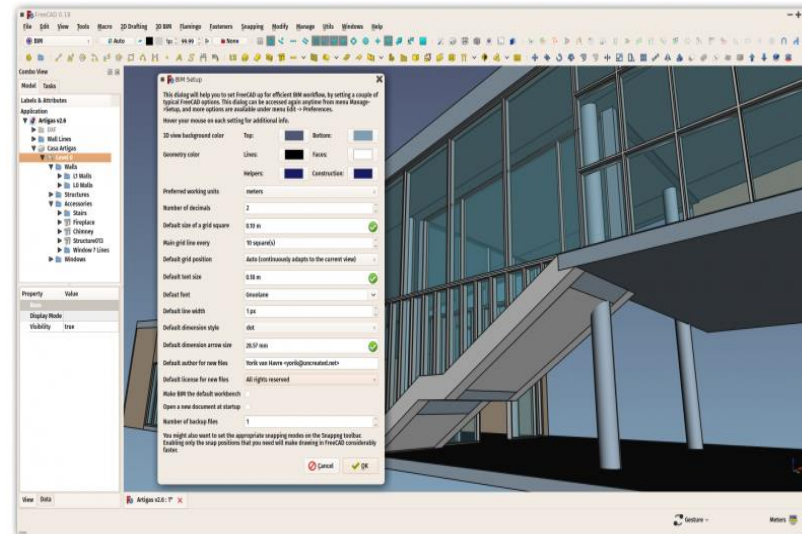 FreeCAD 0.18
File Edit View Tools Macro 2D Drafting 3D BIM Flamingo Fasteners Snapping Modify Manage Utils Windows Help
BIM
Auto
None
Combo View
Model Tasks
Labels & Attributes
Application
Artigas v2.6
DXF
Wall Lines
Casa Artigas
Level 0
Walls
L1 Walls
L0 Walls
Structures
Accessories
Stairs
Fireplace
Chimney
Structure013
Window 7 Lines
Windows
Property Value
Base
Display Mode
Visibility true
View Data
BIM Setup
This dialog will help you to set FreeCAD up for efficient BIM workflow, by setting a couple of
typical FreeCAD options. This dialog can be accessed again anytime from menu Manage-
>Setup, and more options are available under menu Edit -> Preferences.
Hover your mouse on each setting for additional info.
3D view background color Top: Bottom:
Geometry color Lines: Faces:
Helpers: Construction:
Preferred working units meters
Number of decimals 2
Default size of a grid square 0.10 m
Main grid line every 10 square(s)
Default grid position Auto (continuously adapts to the current view)
Default text size 0.18 m
Defaut font Gnuolane
Default line width 1 px
Default dimension style dot
Default dimension arrow size 28.57 mm
Default author for new files Yorik van Havre <yorik@uncreated.net>
Default license for new files All rights reserved
Make BIM the default workbench
Open a new document at startup
Number of backup files 1
You might also want to set the appropriate snapping modes on the Snapping toolbar.
Enabling only the snap positions that you need will make drawing in FreeCAD considerably
faster.
Cancel OK
Artigas v2.6 : 1*
Gesture
Meters